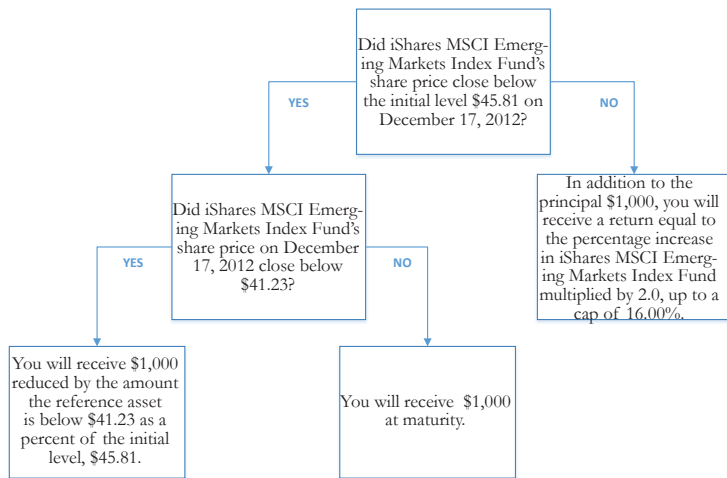 Did iShares MSCI Emerg-
ing Markets Index Fund's
share price close below
the initial level $45.81 on
December 17, 2012?
YES
NO
Did iShares MSCI Emerg-
ing Markets Index Fund's
share price on December
17, 2012 close below
$41.23?
In addition to the
principal $1,000, you will
receive a return equal to
the percentage increase
in iShares MSCI Emerg-
ing Markets Index Fund
multiplied by 2.0, up to a
cap of 16.00%.
YES
NO
You will receive $1,000
reduced by the amount
the reference asset
is below $41.23 as a
percent of the initial
level, $45.81.
You will receive $1,000
at maturity.